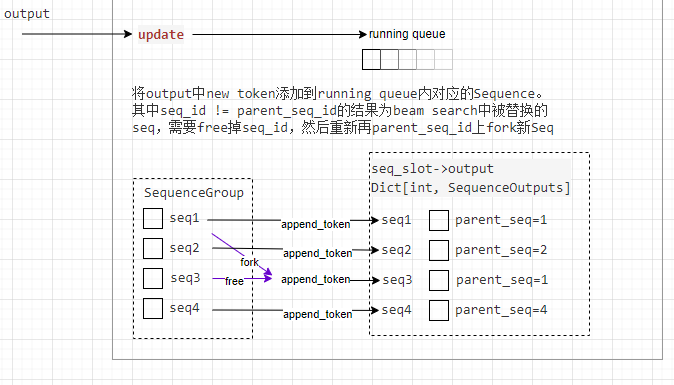 output
update
running queue
将output中new token添加到running queue内对应的Sequence。
其中seq_id != parent_seq_id的结果为beam search中被替换的
seq，需要free掉seq_id，然后重新再parent_seq_id上fork新Seq
seq_slot->output
Dict[int, SequenceOutputs]
SequenceGroup
seq1
append_token
seq1
parent_seq=1
seq2
append_token
seq2
parent_seq=2
fork
seq3
free
append_token
seq3
parent_seq=1
seq4
append_token
seq4
parent_seq=4